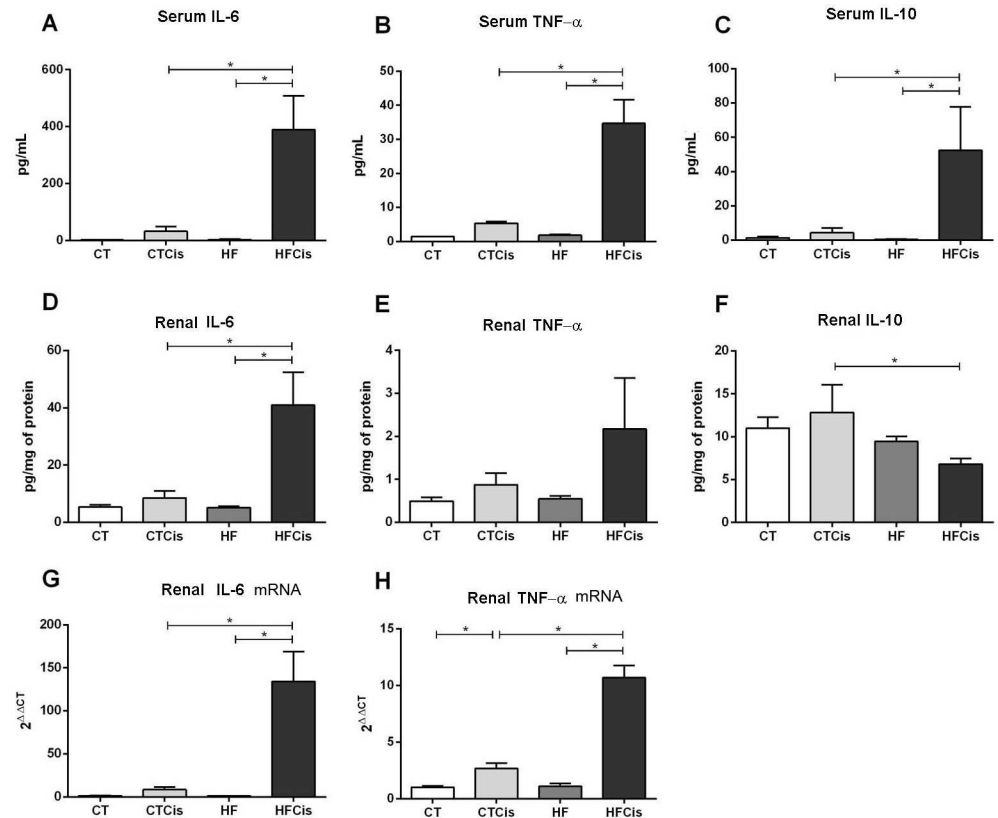 A
Serum IL-6
pg/mL
600
400
200
0
*
*
CT CTCis HF HFCis
B
Serum TNF−α
pg/mL
50
40
30
20
10
0
*
*
CT CTCis HF HFCis
C
Serum IL-10
pg/mL
100
80
60
40
20
0
*
*
CT CTCis HF HFCis
D
Renal IL-6
pg/mg of protein
60
40
20
0
*
*
CT CTCis HF HFCis
E
Renal TNF−α
pg/mg of protein
4
3
2
1
0
CT CTCis HF HFCis
F
Renal IL-10
pg/mg of protein
20
15
10
5
0
*
CT CTCis HF HFCis
G
Renal IL-6 mRNA
2^ΔΔCT
200
150
100
50
0
*
*
CT CTCis HF HFCis
H
Renal TNF−α mRNA
2^ΔΔCT
15
10
5
0
* *
*
CT CTCis HF HFCis